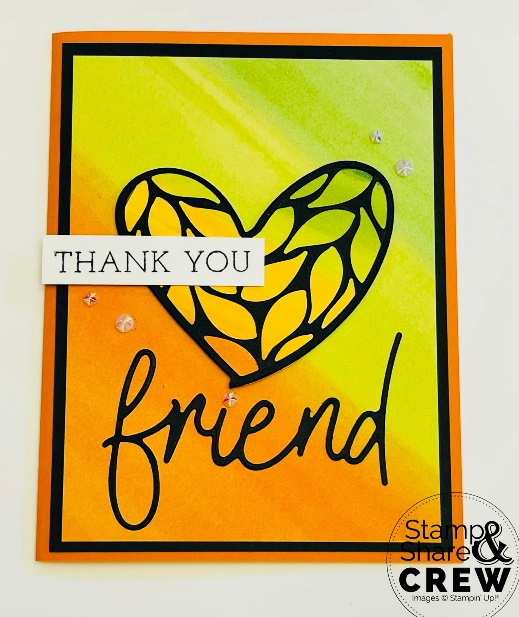 THANK YOU
friend
Stamp &
Share
CREW
Images © Stampin' Up!®